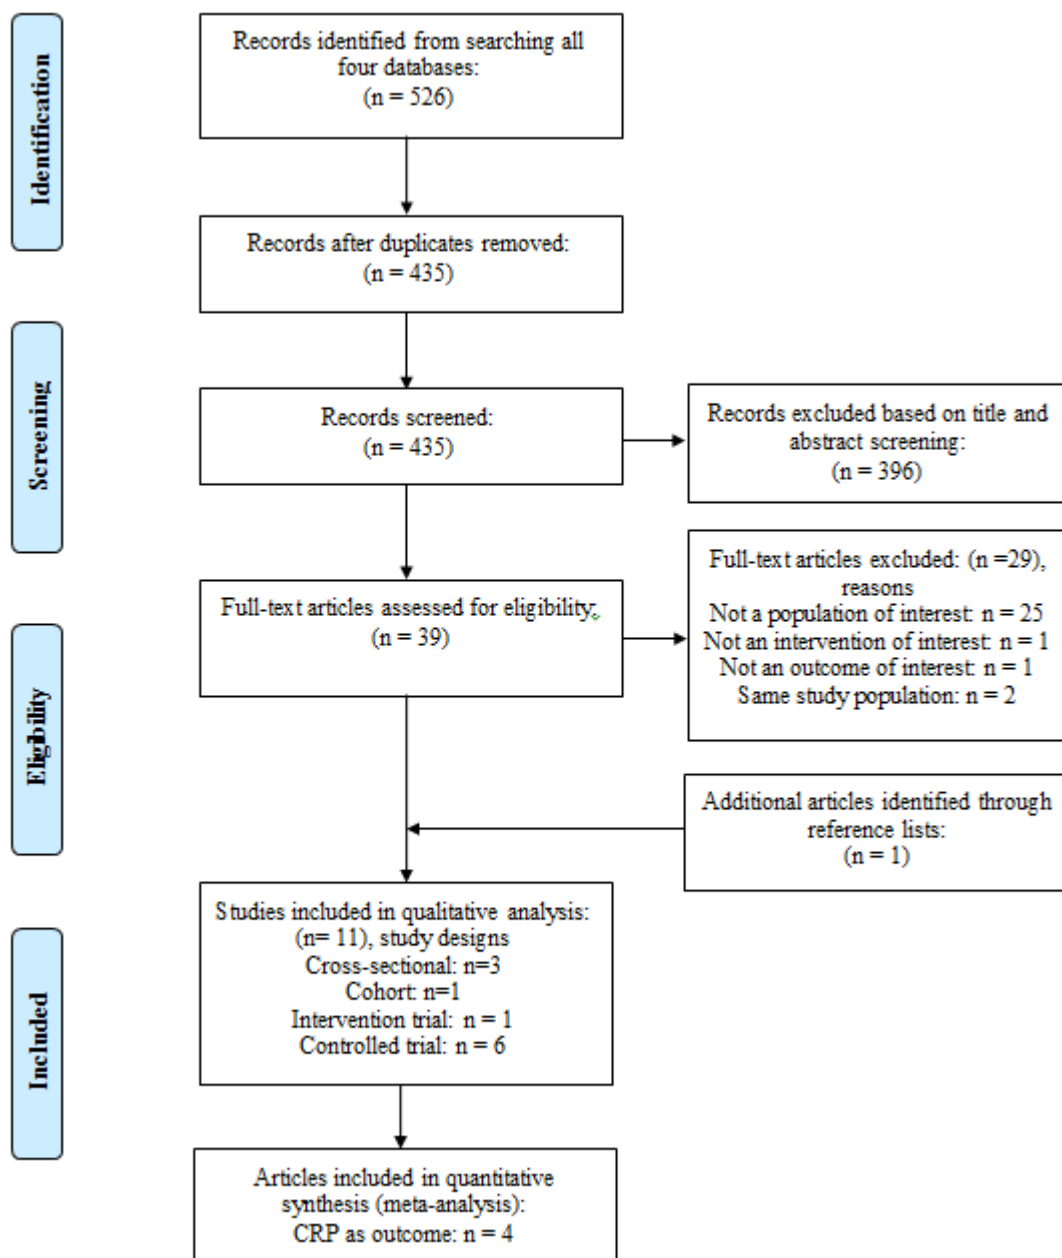 Identification
Records identified from searching all
four databases:
(n = 526)
Records after duplicates removed:
(n = 435)
Screening
Records screened:
(n = 435)
Records excluded based on title and
abstract screening:
(n = 396)
Eligibility
Full-text articles assessed for eligibility:
(n = 39)
Full-text articles excluded: (n =29),
reasons
Not a population of interest: n = 25
Not an intervention of interest: n = 1
Not an outcome of interest: n = 1
Same study population: n = 2
Additional articles identified through
reference lists:
(n = 1)
Included
Studies included in qualitative analysis:
(n= 11), study designs
Cross-sectional: n=3
Cohort: n=1
Intervention trial: n = 1
Controlled trial: n = 6
Articles included in quantitative
synthesis (meta-analysis):
CRP as outcome: n = 4